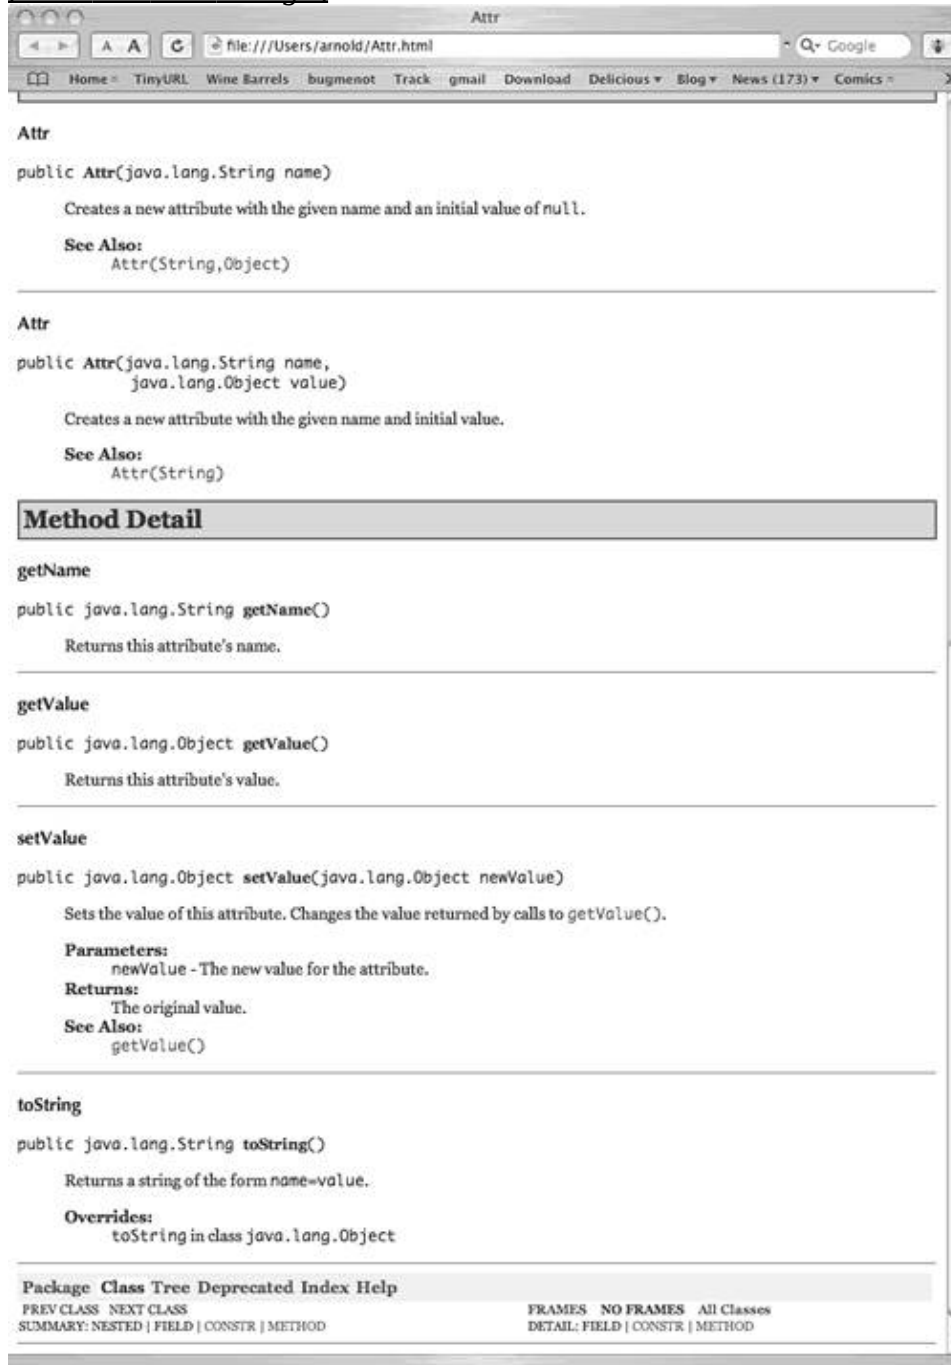 Attr
A A file:///Users/arnold/Attr.html Google
Home TinyURL Wine Barrels bugmenot Track gmail Download Delicious Blog News (173) Comics
Attr
public Attr(java.lang.String name)
Creates a new attribute with the given name and an initial value of null.
See Also:
Attr(String,Object)
Attr
public Attr(java.lang.String name,
java.lang.Object value)
Creates a new attribute with the given name and initial value.
See Also:
Attr(String)
Method Detail
getName
public java.lang.String getName()
Returns this attribute's name.
getValue
public java.lang.Object getValue()
Returns this attribute's value.
setValue
public java.lang.Object setValue(java.lang.Object newValue)
Sets the value of this attribute. Changes the value returned by calls to getValue().
Parameters:
newValue - The new value for the attribute.
Returns:
The original value.
See Also:
getValue()
toString
public java.lang.String toString()
Returns a string of the form name=value.
Overrides:
toString in class java.lang.Object
Package Class Tree Deprecated Index Help
PREV CLASS NEXT CLASS FRAMES NO FRAMES All Classes
SUMMARY: NESTED | FIELD | CONSTR | METHOD DETAIL: FIELD | CONSTR | METHOD